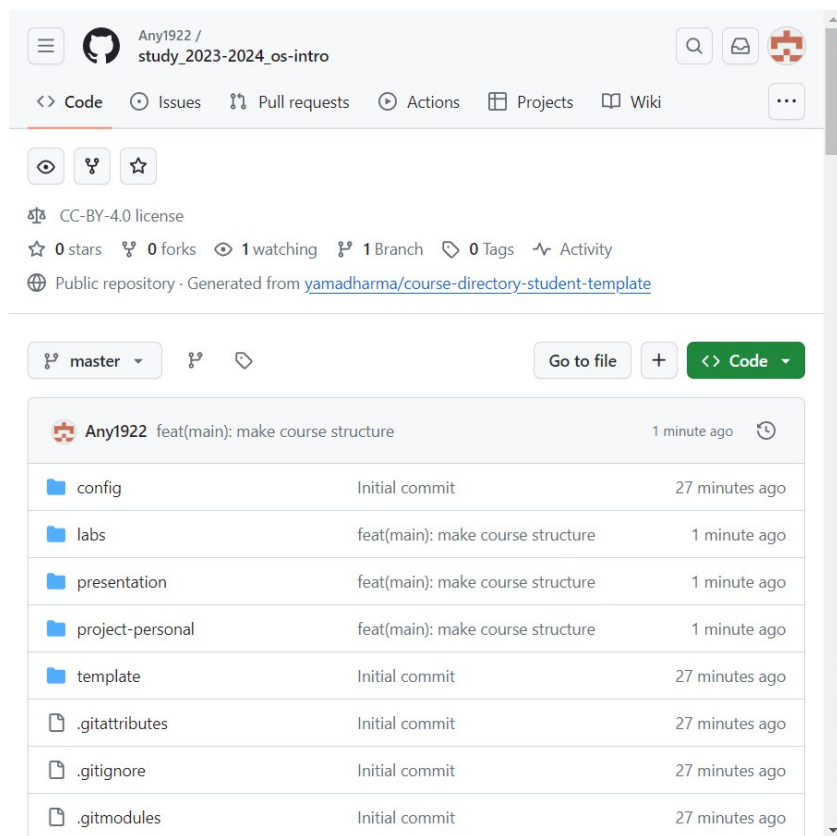 Any1922 /
study_2023-2024_os-intro
Code Issues Pull requests Actions Projects Wiki
CC-BY-4.0 license
0 stars 0 forks 1 watching 1 Branch 0 Tags Activity
Public repository · Generated from yamadharma/course-directory-student-template
master Go to file Code
Any1922 feat(main): make course structure 1 minute ago
config Initial commit 27 minutes ago
labs feat(main): make course structure 1 minute ago
presentation feat(main): make course structure 1 minute ago
project-personal feat(main): make course structure 1 minute ago
template Initial commit 27 minutes ago
.gitattributes Initial commit 27 minutes ago
.gitignore Initial commit 27 minutes ago
.gitmodules Initial commit 27 minutes ago